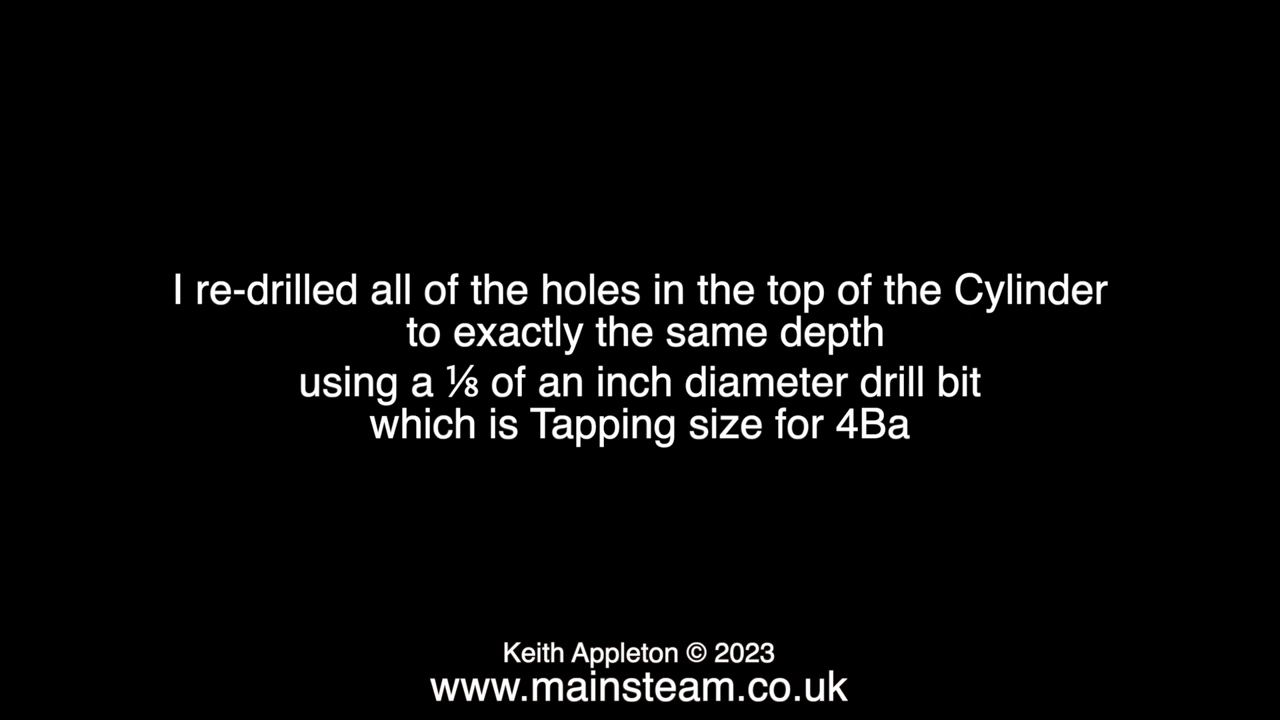 I re-drilled all of the holes in the top of the Cylinder
to exactly the same depth
using a ⅛ of an inch diameter drill bit
which is Tapping size for 4Ba
Keith Appleton © 2023
www.mainsteam.co.uk